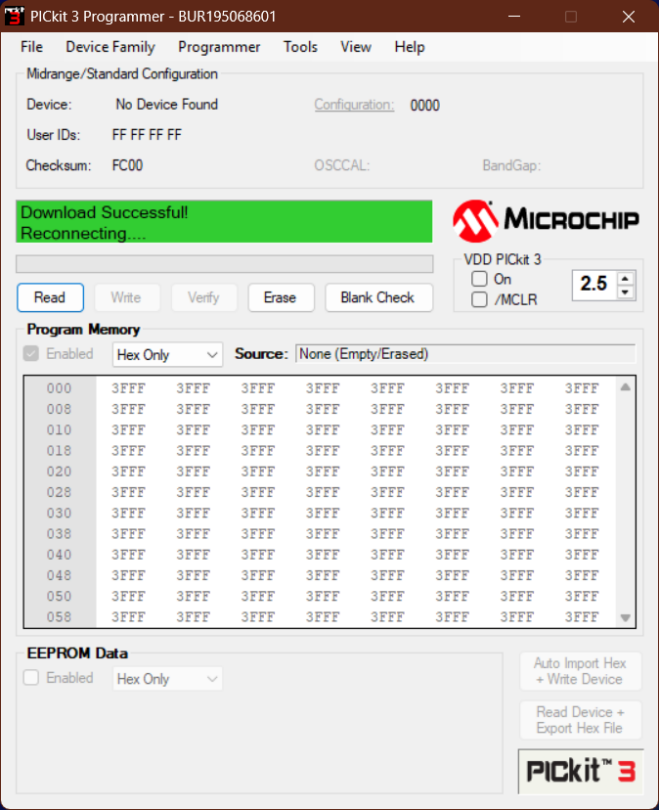 PICkit 3 Programmer - BUR195068601
File Device Family Programmer Tools View Help
Midrange/Standard Configuration
Device: No Device Found Configuration: 0000
User IDs: FF FF FF FF
Checksum: FC00 OSCCAL: BandGap:
Download Successful!
Reconnecting....
MICROCHIP
VDD PICkit 3
On
/MCLR
2.5
Read Write Verify Erase Blank Check
Program Memory
Enabled Hex Only Source: None (Empty/Erased)
000 3FFF 3FFF 3FFF 3FFF 3FFF 3FFF 3FFF 3FFF
008 3FFF 3FFF 3FFF 3FFF 3FFF 3FFF 3FFF 3FFF
010 3FFF 3FFF 3FFF 3FFF 3FFF 3FFF 3FFF 3FFF
018 3FFF 3FFF 3FFF 3FFF 3FFF 3FFF 3FFF 3FFF
020 3FFF 3FFF 3FFF 3FFF 3FFF 3FFF 3FFF 3FFF
028 3FFF 3FFF 3FFF 3FFF 3FFF 3FFF 3FFF 3FFF
030 3FFF 3FFF 3FFF 3FFF 3FFF 3FFF 3FFF 3FFF
038 3FFF 3FFF 3FFF 3FFF 3FFF 3FFF 3FFF 3FFF
040 3FFF 3FFF 3FFF 3FFF 3FFF 3FFF 3FFF 3FFF
048 3FFF 3FFF 3FFF 3FFF 3FFF 3FFF 3FFF 3FFF
050 3FFF 3FFF 3FFF 3FFF 3FFF 3FFF 3FFF 3FFF
058 3FFF 3FFF 3FFF 3FFF 3FFF 3FFF 3FFF 3FFF
EEPROM Data
Enabled Hex Only
Auto Import Hex
+ Write Device
Read Device +
Export Hex File
PICkit™ 3